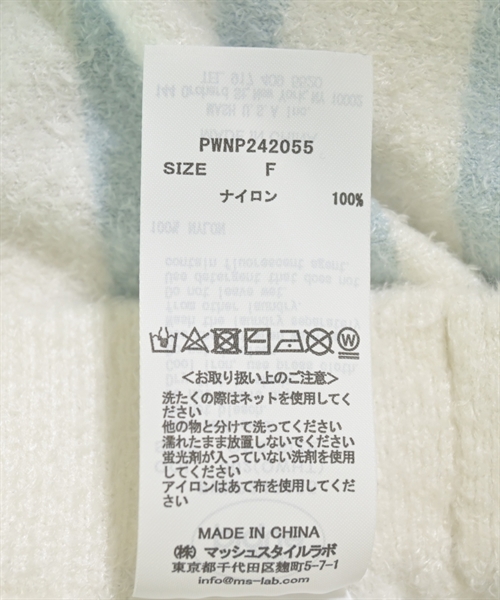 PWNP242055
SIZE F
ナイロン 100%
<お取り扱い上のご注意>
洗たくの際はネットを使用してく
ださい
他の物と分けて洗ってください
濡れたまま放置しないでください
蛍光剤が入っていない洗剤を使用
してください
アイロンはあて布を使用してくだ
さい
MADE IN CHINA
(株) マッシュスタイルラボ
東京都千代田区麹町5-7-1
info@ms-lab.com